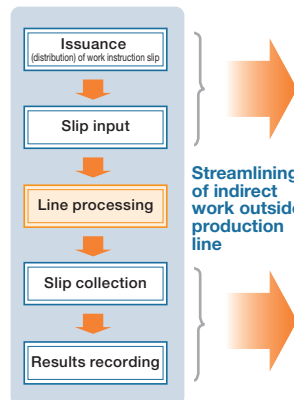 Issuance
(distribution) of work instruction slip
Slip input
Line processing
Streamlining
of indirect
work outside
production
line
Slip collection
Results recording